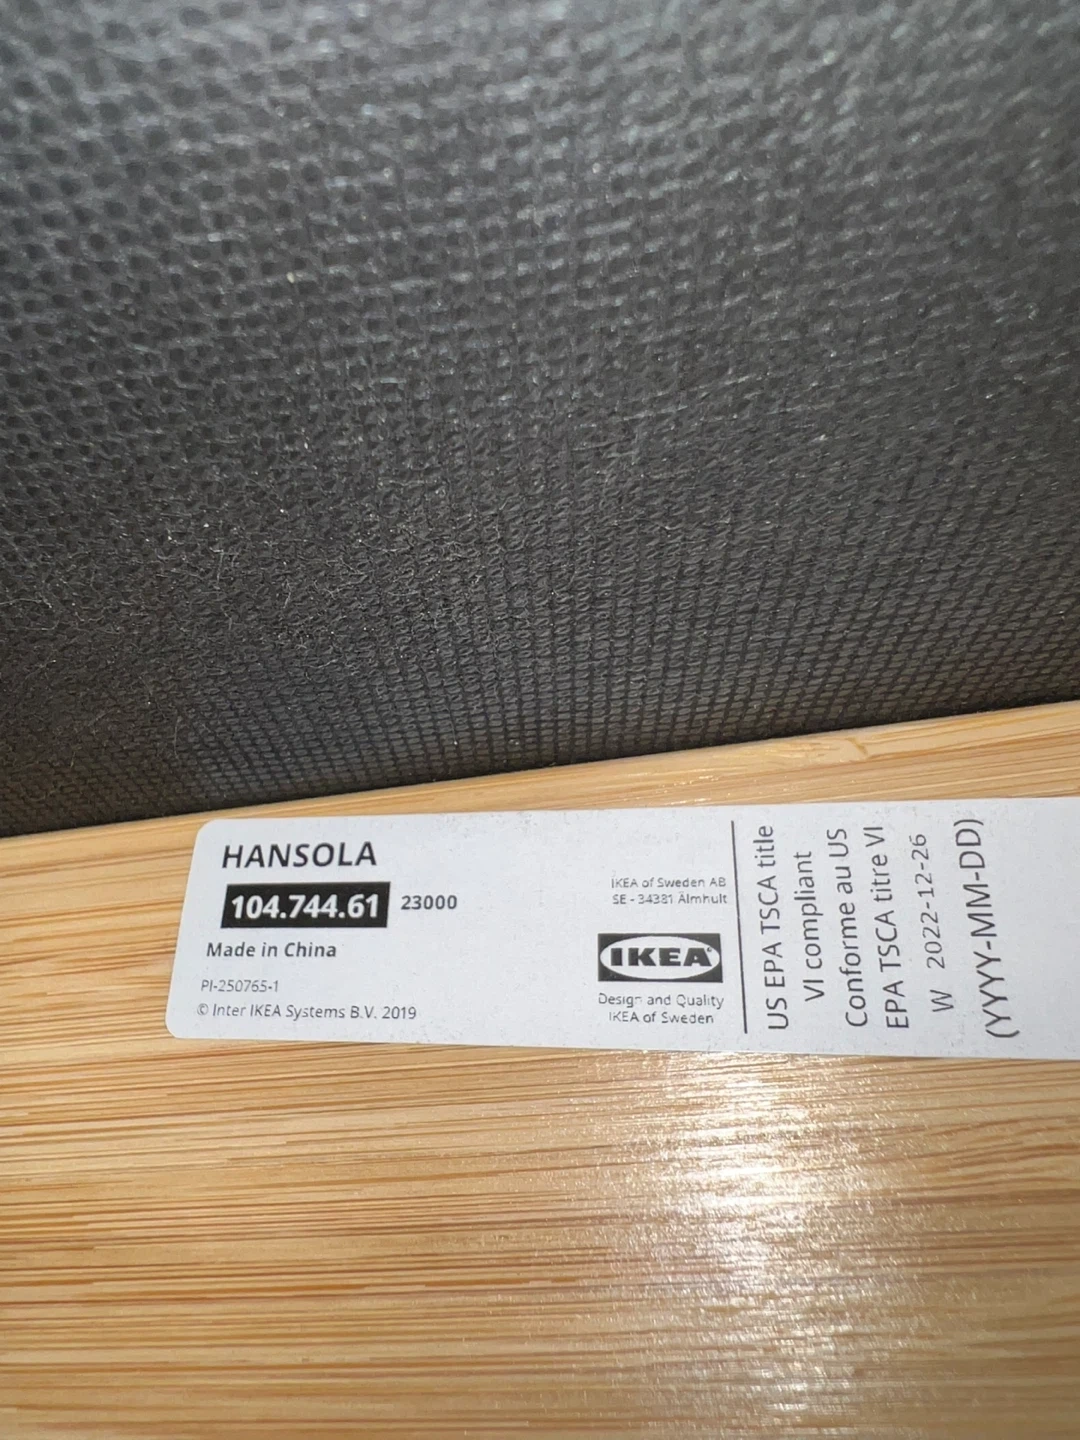 HANSOLA
104.744.61 23000
Made in China
PI-250765-1
© Inter IKEA Systems B.V. 2019
IKEA of Sweden AB
SE - 34381 Älmhult
IKEA®
Design and Quality
IKEA of Sweden
US EPA TSCA title
VI compliant
Conforme au US
EPA TSCA titre VI
W 2022-12-26
(YYYY-MM-DD)